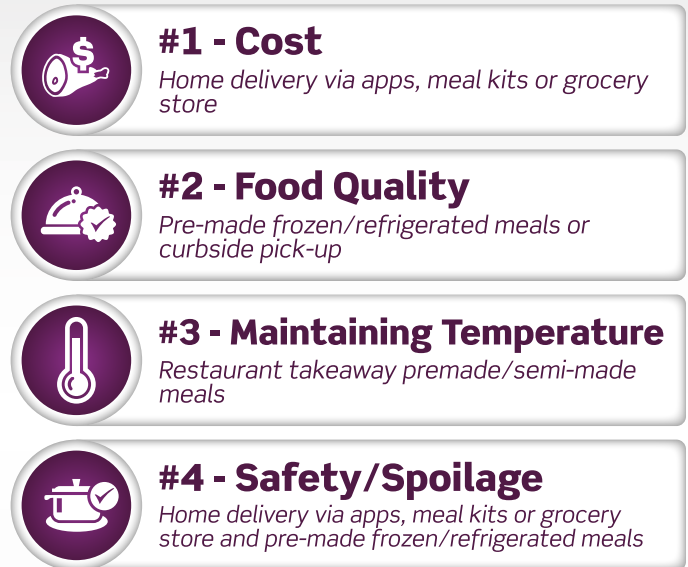 $
#1 - Cost
Home delivery via apps, meal kits or grocery
store
#2 - Food Quality
Pre-made frozen/refrigerated meals or
curbside pick-up
#3 - Maintaining Temperature
Restaurant takeaway premade/semi-made
meals
#4 - Safety/Spoilage
Home delivery via apps, meal kits or grocery
store and pre-made frozen/refrigerated meals